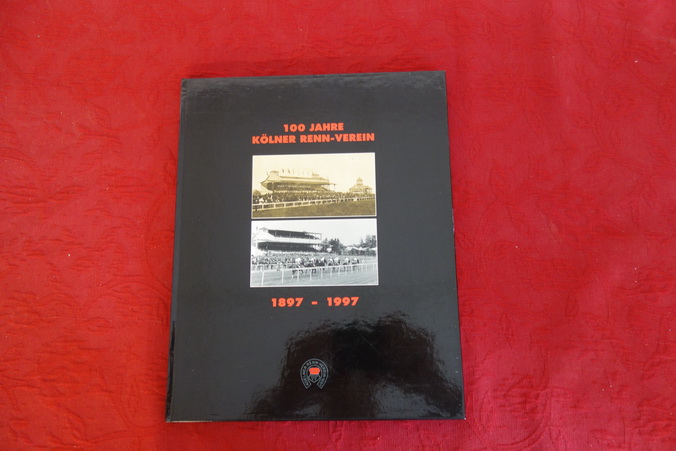 100 JAHRE
KÖLNER RENN-VEREIN
1897 - 1997